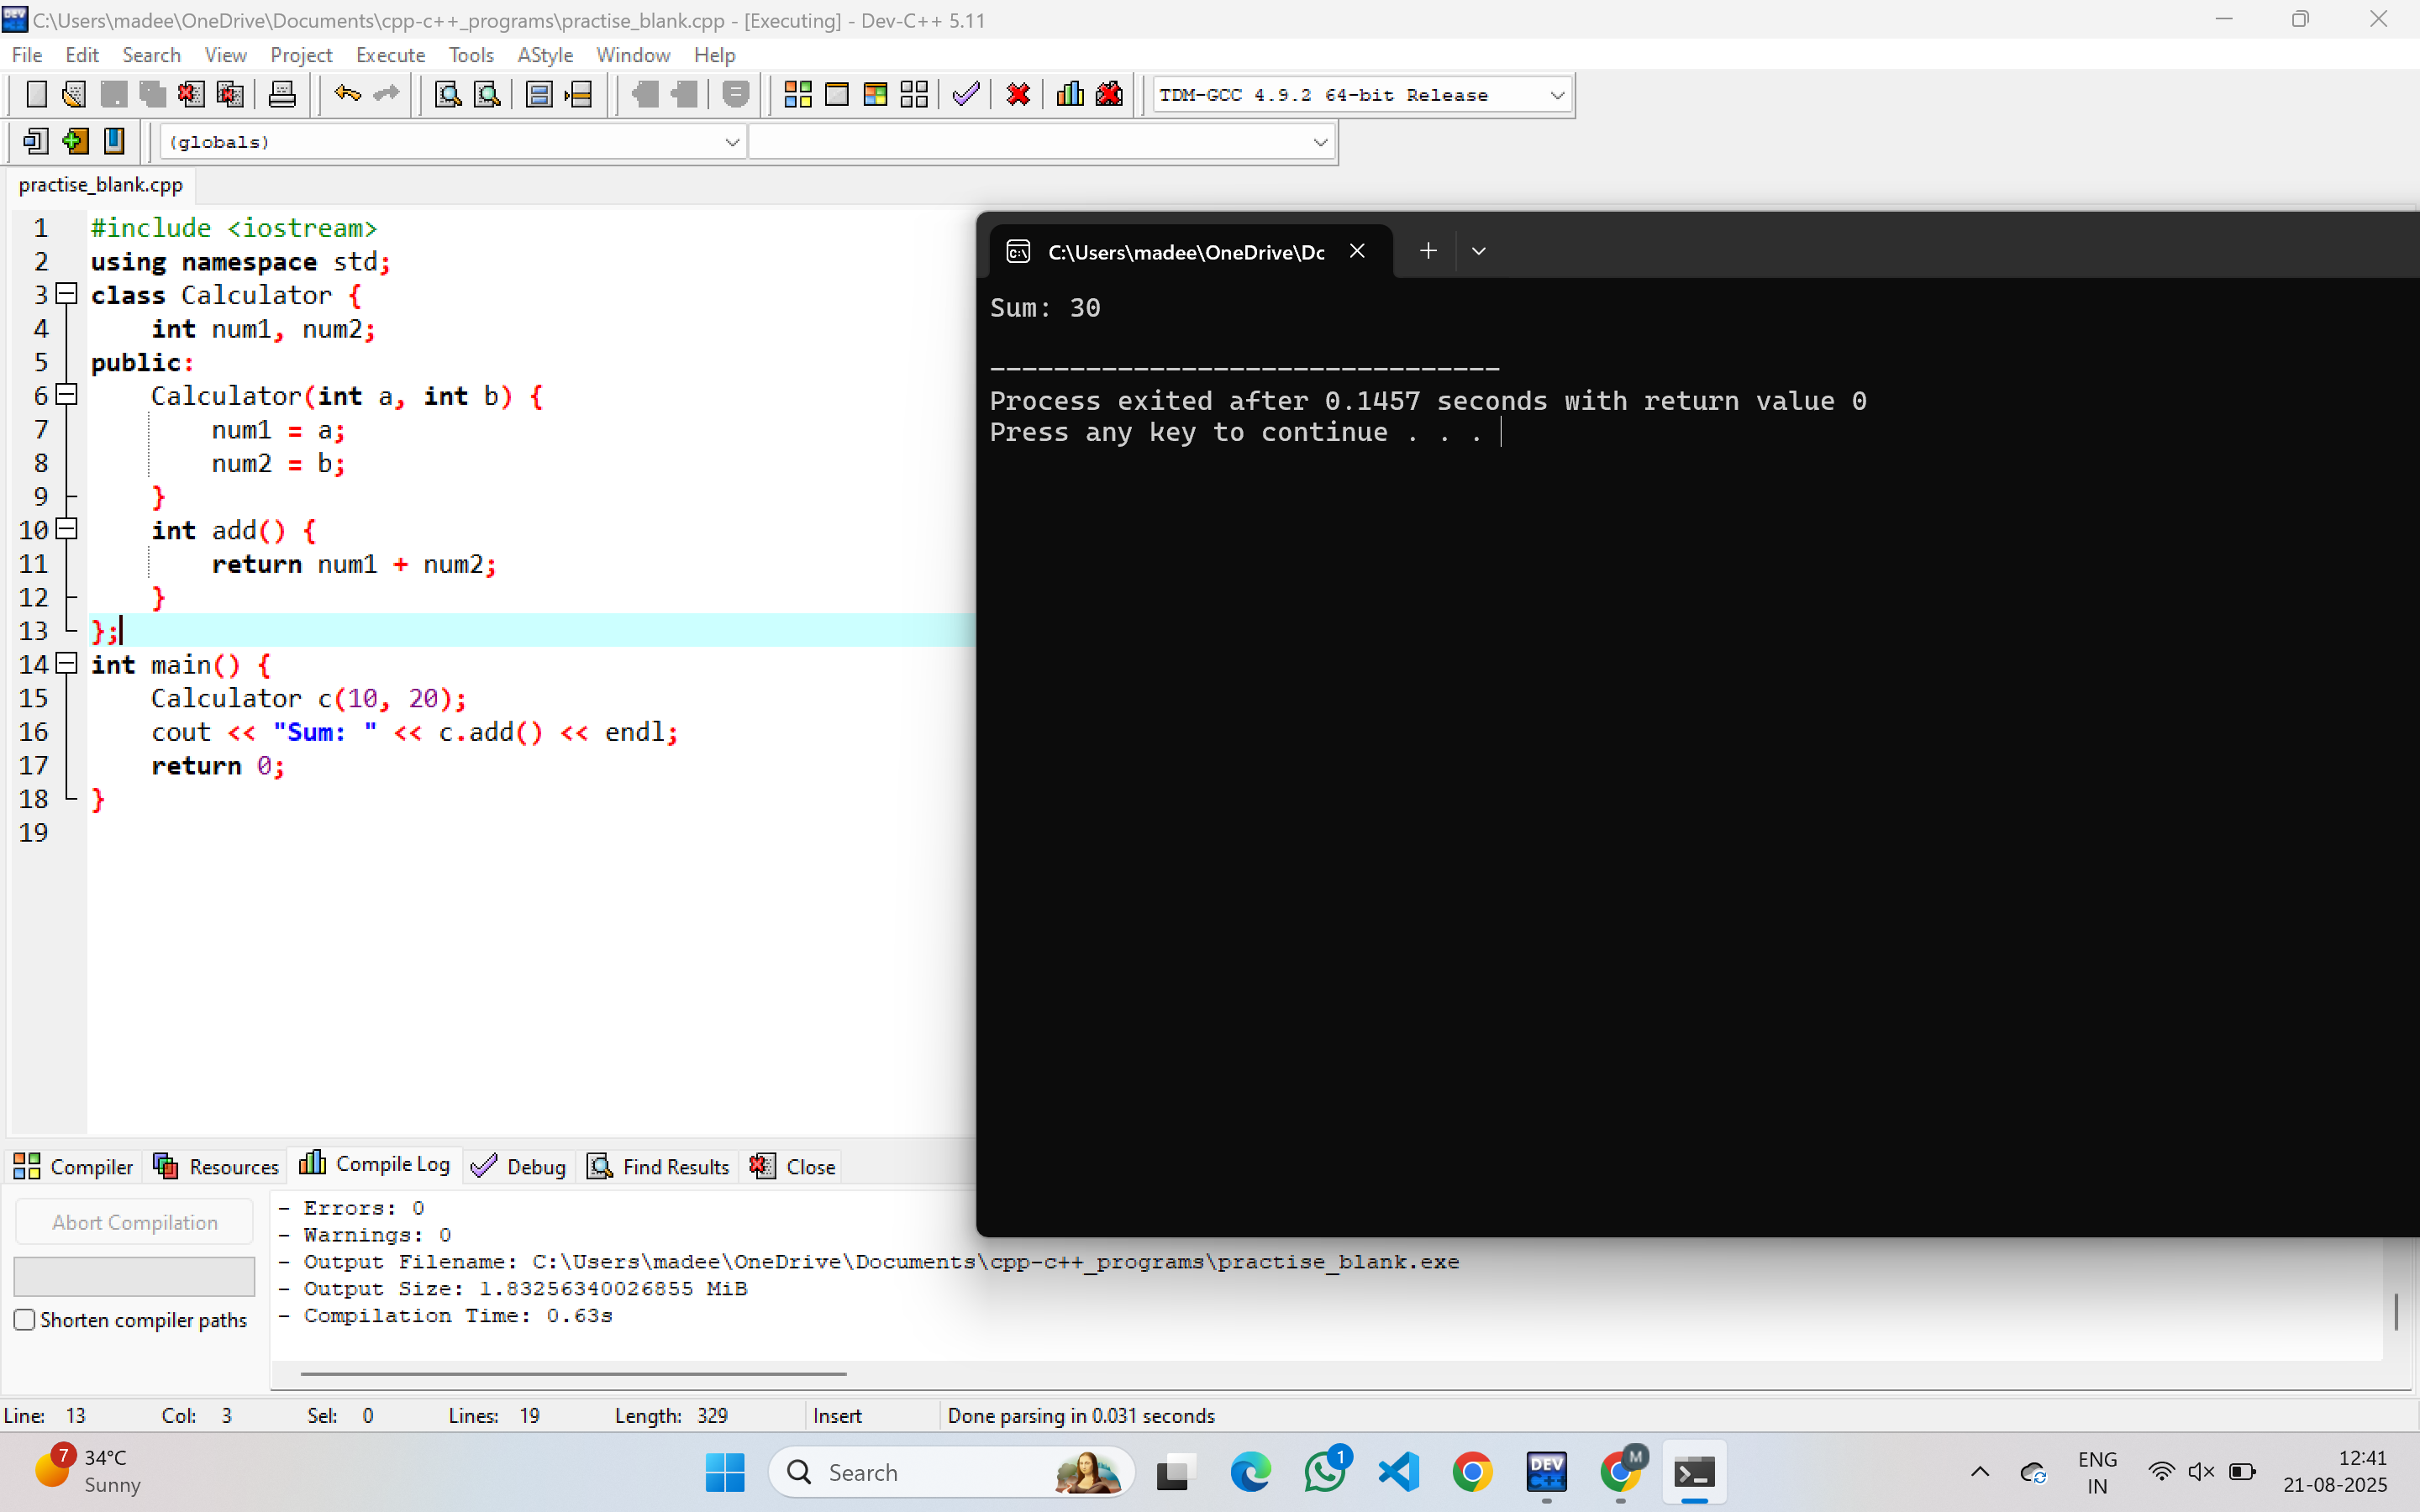 C:\Users\madee\OneDrive\Documents\cpp-c++_programs\practise_blank.cpp - [Executing] - Dev-C++ 5.11
File Edit Search View Project Execute Tools AStyle Window Help
TDM-GCC 4.9.2 64-bit Release
(globals)
practise_blank.cpp
1 #include <iostream>
2 using namespace std;
3 class Calculator {
4     int num1, num2;
5 public:
6     Calculator(int a, int b) {
7         num1 = a;
8         num2 = b;
9     }
10     int add() {
11         return num1 + num2;
12     }
13 };
14 int main() {
15     Calculator c(10, 20);
16     cout << "Sum: " << c.add() << endl;
17     return 0;
18 }
19
C:\Users\madee\OneDrive\Dc
Sum: 30
--------------------------------
Process exited after 0.1457 seconds with return value 0
Press any key to continue . . .
Compiler Resources Compile Log Debug Find Results Close
Abort Compilation
Shorten compiler paths
- Errors: 0
- Warnings: 0
- Output Filename: C:\Users\madee\OneDrive\Documents\cpp-c++_programs\practise_blank.exe
- Output Size: 1.83256340026855 MiB
- Compilation Time: 0.63s
Line: 13 Col: 3 Sel: 0 Lines: 19 Length: 329 Insert Done parsing in 0.031 seconds
7
34°C
Sunny
Search
1
DEV
C++
M
ENG
IN
12:41
21-08-2025